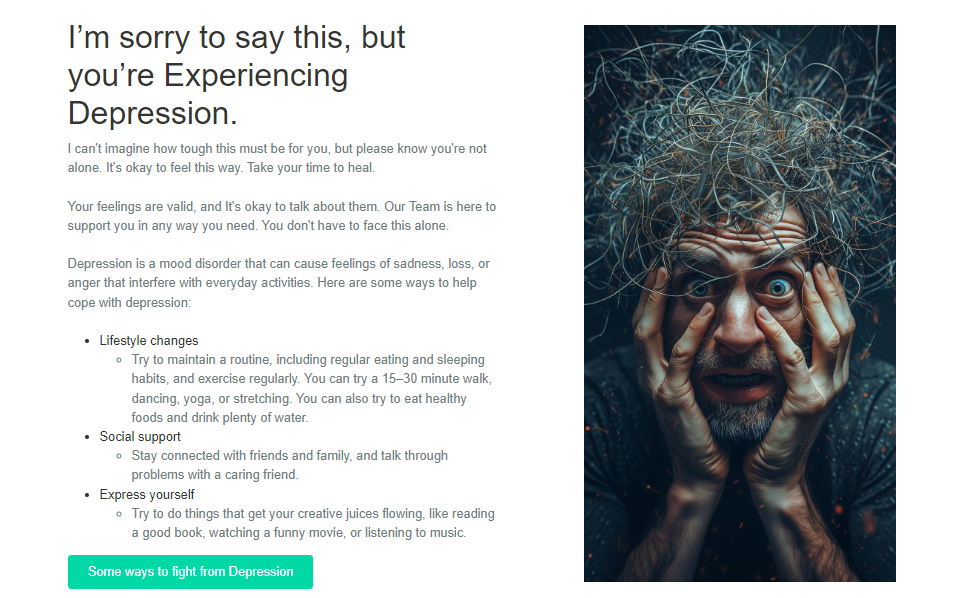 I’m sorry to say this, but
you’re Experiencing
Depression.
I can't imagine how tough this must be for you, but please know you're not
alone. It's okay to feel this way. Take your time to heal.
Your feelings are valid, and It's okay to talk about them. Our Team is here to
support you in any way you need. You don't have to face this alone.
Depression is a mood disorder that can cause feelings of sadness, loss, or
anger that interfere with everyday activities. Here are some ways to help
cope with depression:
Lifestyle changes
Try to maintain a routine, including regular eating and sleeping
habits, and exercise regularly. You can try a 15–30 minute walk,
dancing, yoga, or stretching. You can also try to eat healthy
foods and drink plenty of water.
Social support
Stay connected with friends and family, and talk through
problems with a caring friend.
Express yourself
Try to do things that get your creative juices flowing, like reading
a good book, watching a funny movie, or listening to music.
Some ways to fight from Depression